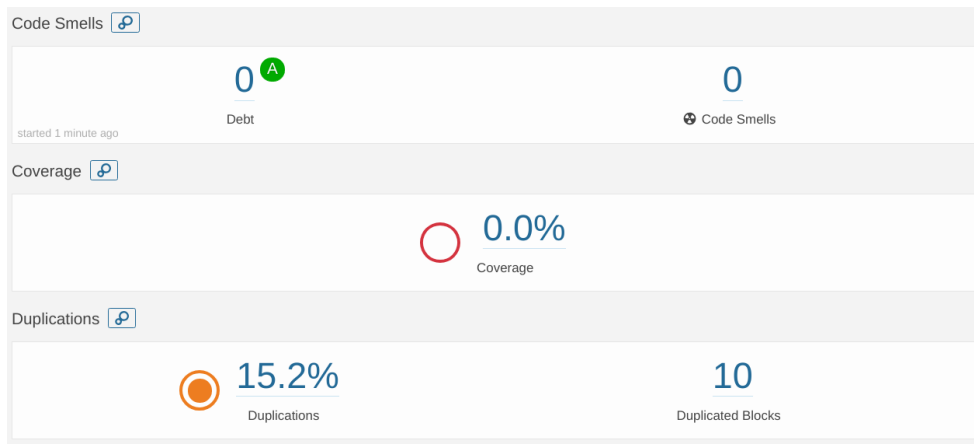 Code Smells
0 A 0
Debt Code Smells
started 1 minute ago
Coverage
0.0%
Coverage
Duplications
15.2% 10
Duplications Duplicated Blocks